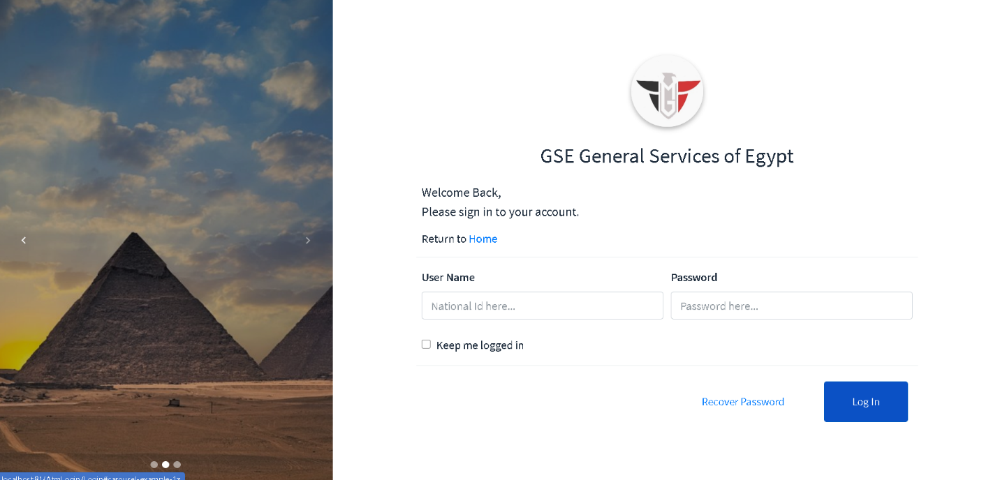 GSE General Services of Egypt
Welcome Back,
Please sign in to your account.
Return to Home
User Name
Password
National Id here...
Password here...
Keep me logged in
Recover Password
Log In
localhost:81/AtmLogin/Login#carousel-example-1z